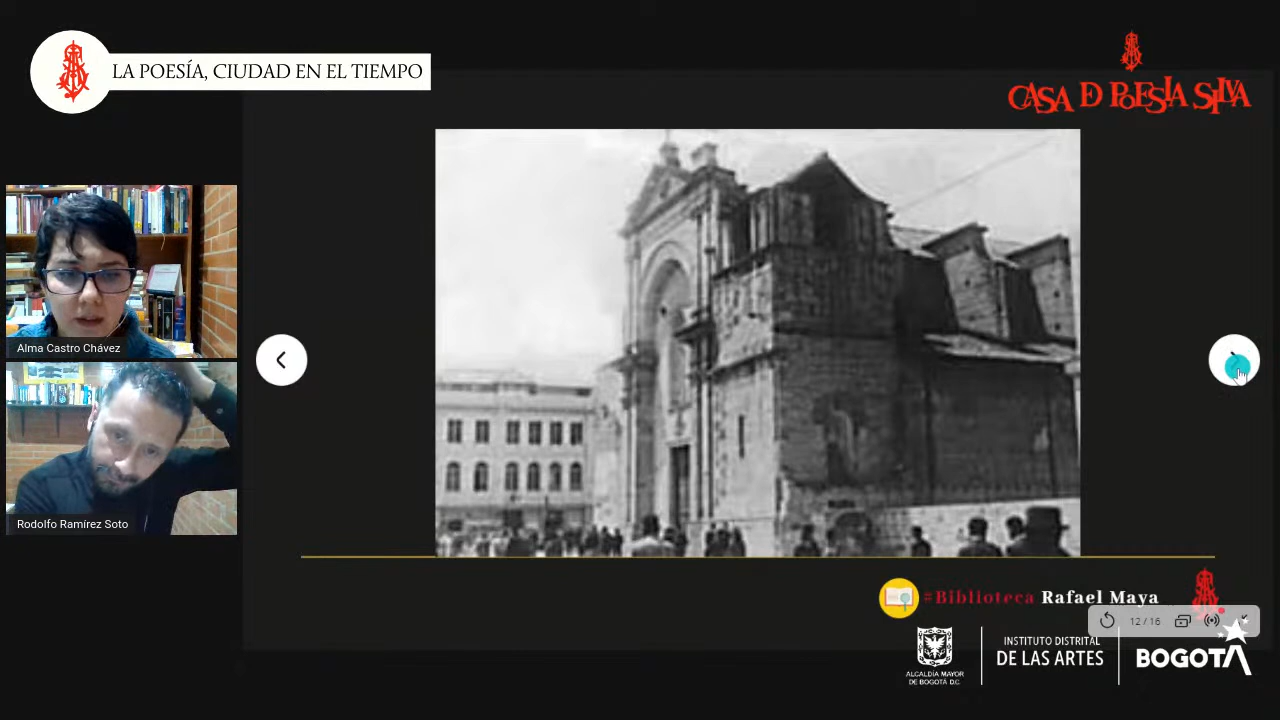 LA POESÍA, CIUDAD EN EL TIEMPO
CASA D POESIA SILVA
Alma Castro Chávez
Rodolfo Ramírez Soto
#Biblioteca Rafael Maya
12 / 16
ALCALDÍA MAYOR
DE BOGOTÁ D.C.
INSTITUTO DISTRITAL
DE LAS ARTES
BOGOTÁ